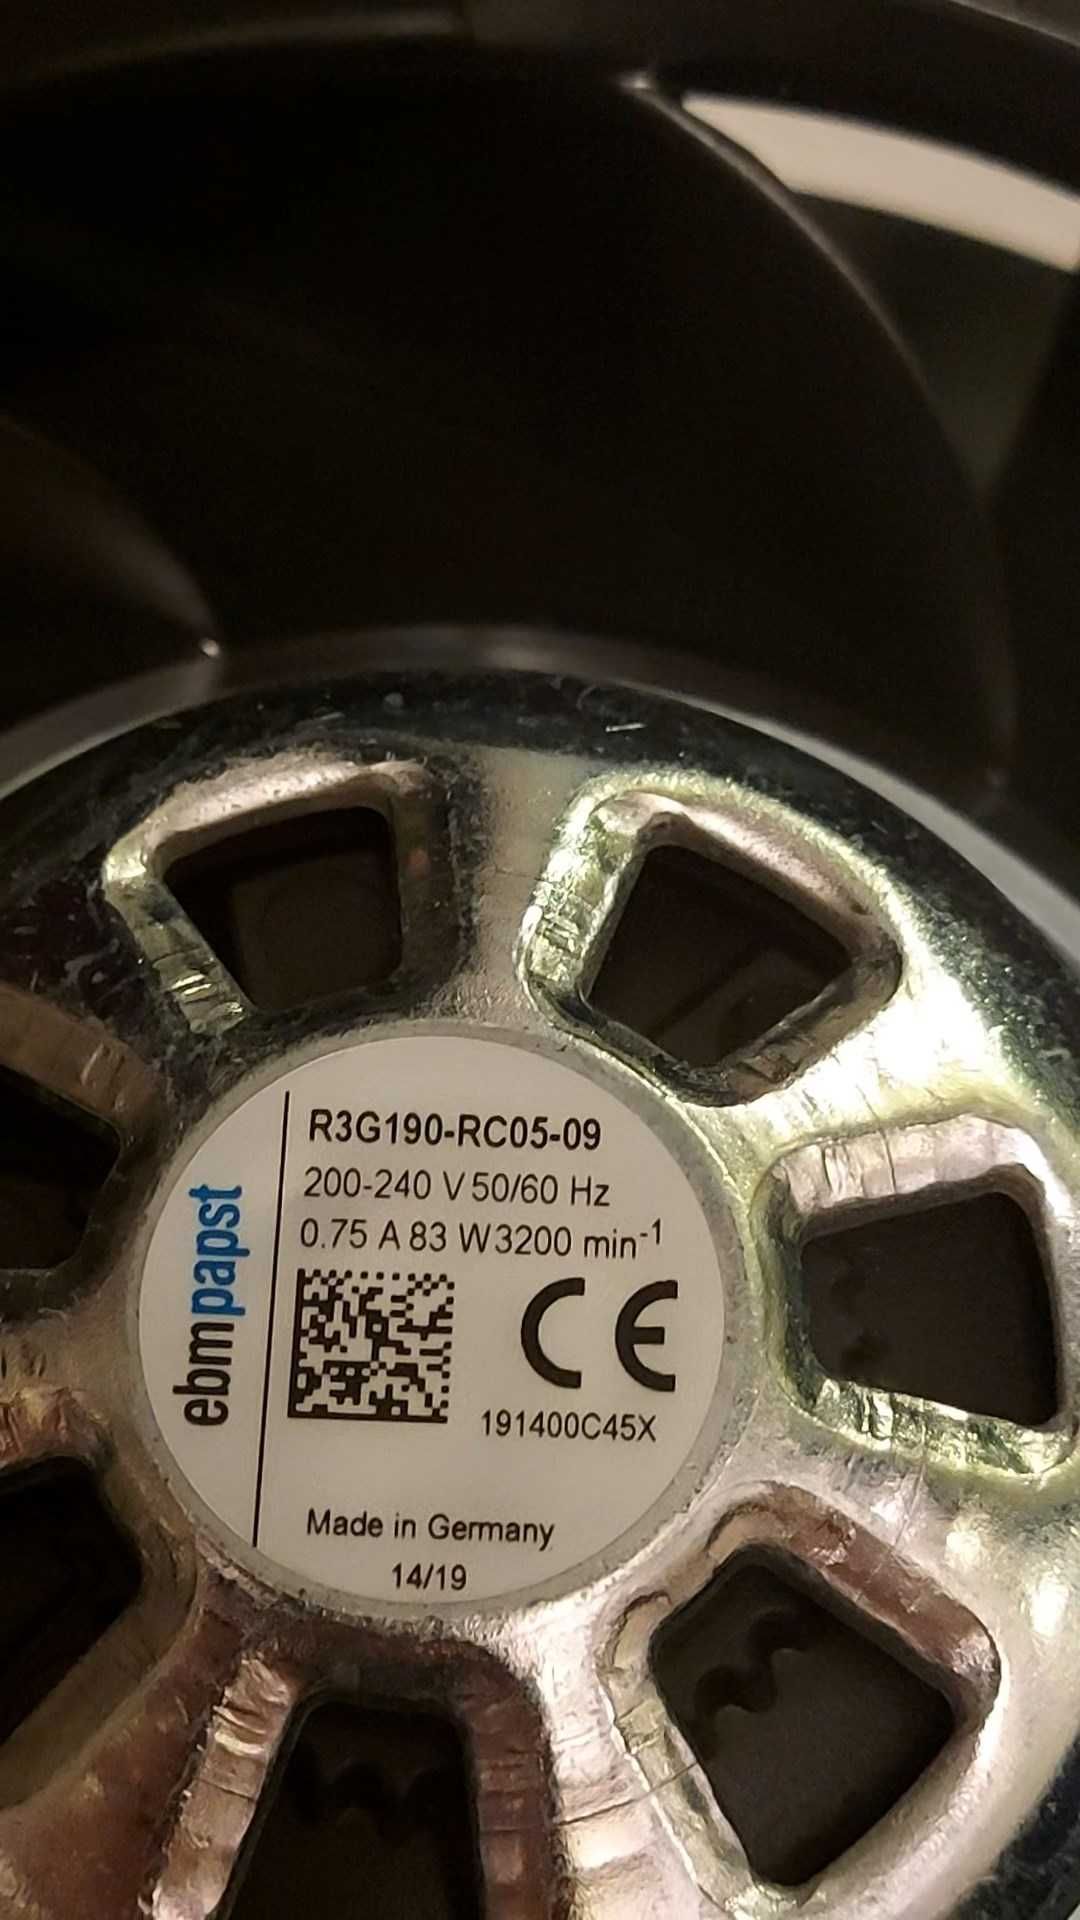 ebmpapst
R3G190-RC05-09
200-240 V 50/60 Hz
0.75 A 83 W 3200 min-1
CE
191400C45X
Made in Germany
14/19